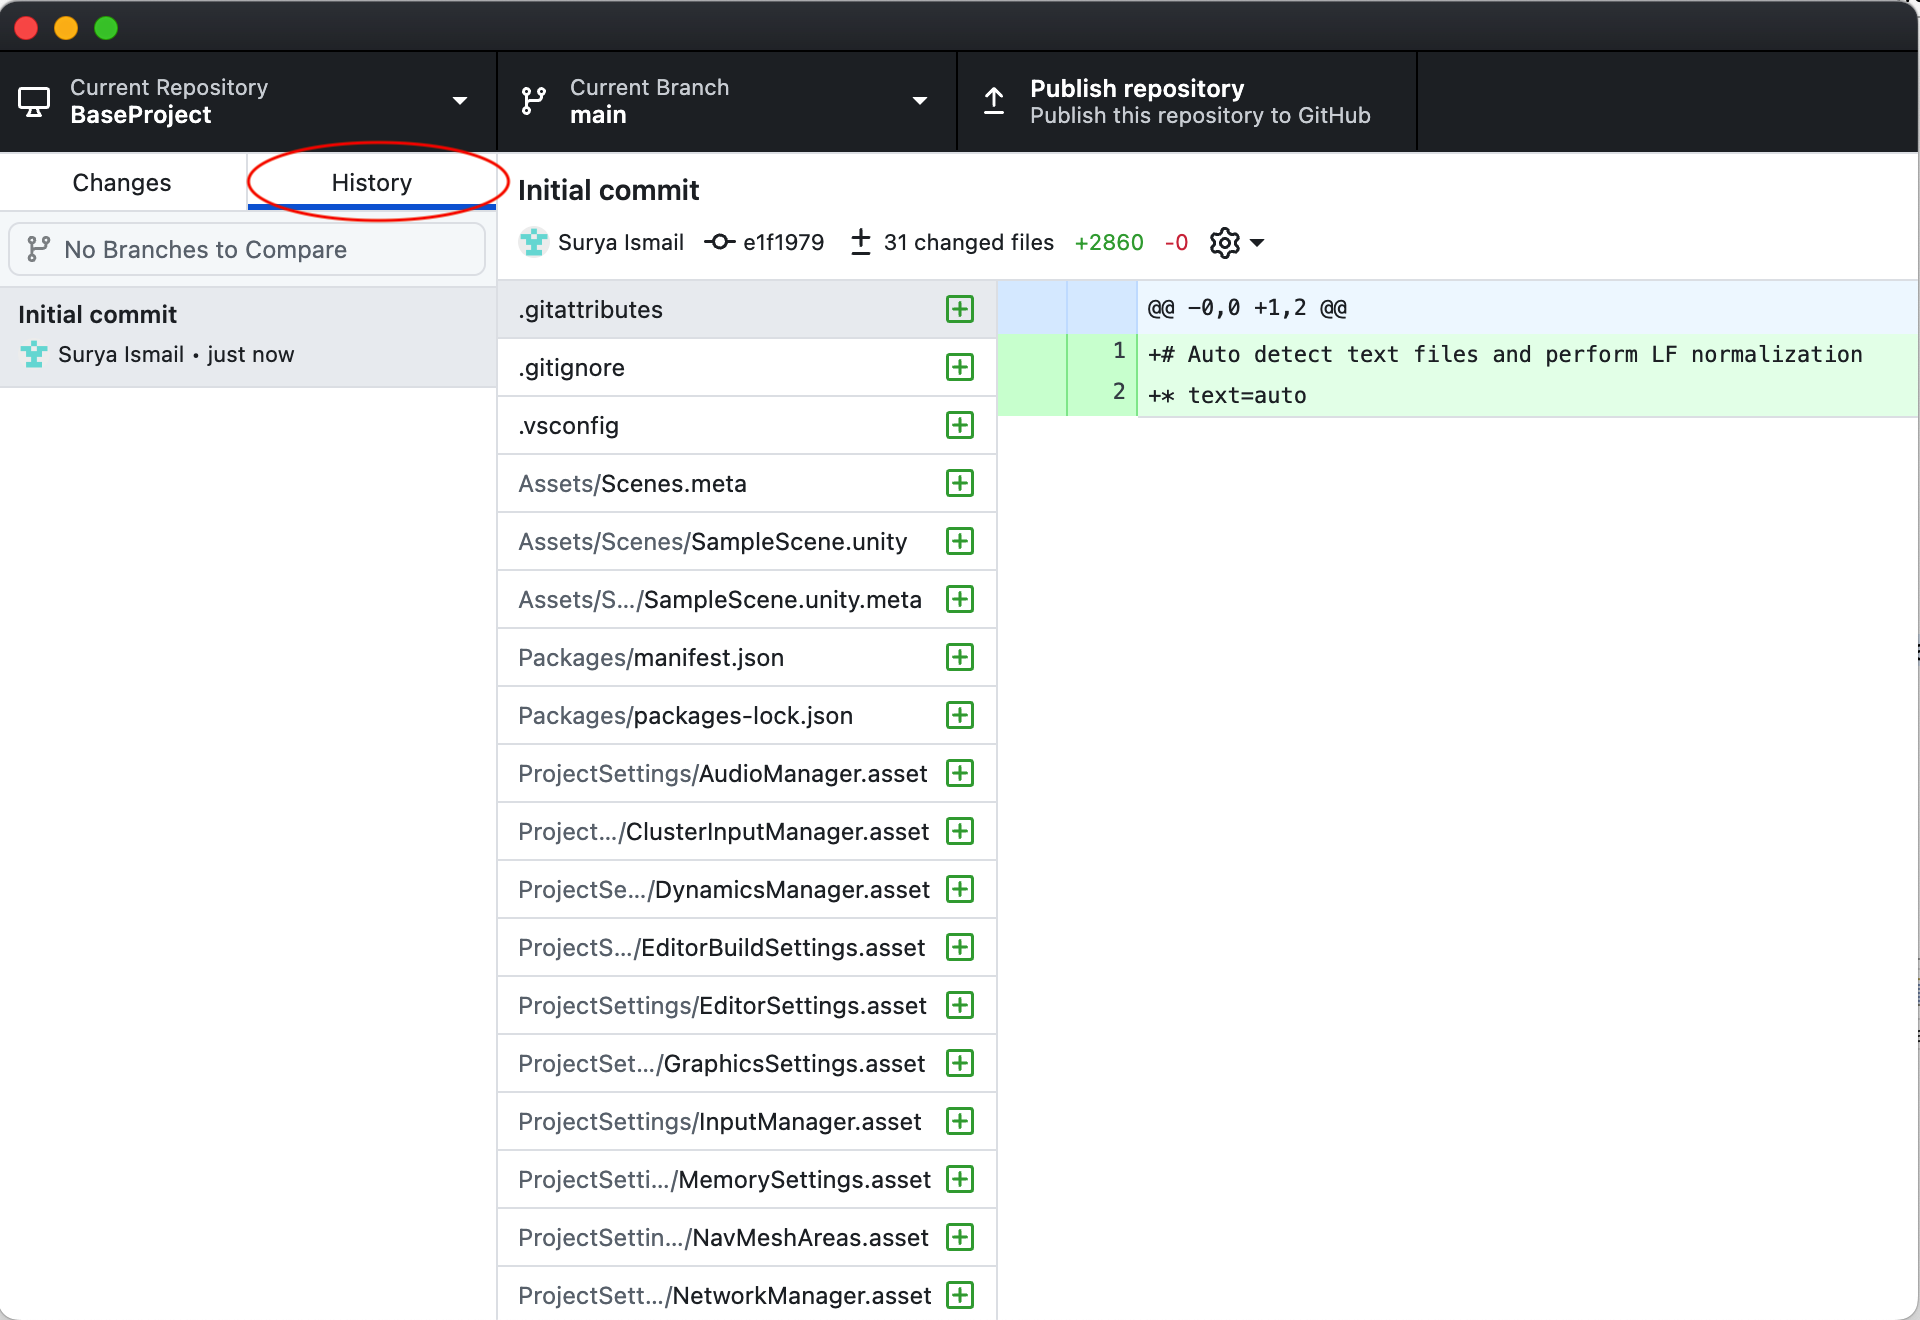 Current Repository
BaseProject
Current Branch
main
Publish repository
Publish this repository to GitHub
Changes
History
No Branches to Compare
Initial commit
Surya Ismail • just now
Initial commit
Surya Ismail e1f1979 31 changed files +2860 -0
.gitattributes
.gitignore
.vsconfig
Assets/Scenes.meta
Assets/Scenes/SampleScene.unity
Assets/S.../SampleScene.unity.meta
Packages/manifest.json
Packages/packages-lock.json
ProjectSettings/AudioManager.asset
Project.../ClusterInputManager.asset
ProjectSe.../DynamicsManager.asset
ProjectS.../EditorBuildSettings.asset
ProjectSettings/EditorSettings.asset
ProjectSet.../GraphicsSettings.asset
ProjectSettings/InputManager.asset
ProjectSetti.../MemorySettings.asset
ProjectSettin.../NavMeshAreas.asset
ProjectSett.../NetworkManager.asset
@@ -0,0 +1,2 @@
1 +# Auto detect text files and perform LF normalization
2 +* text=auto